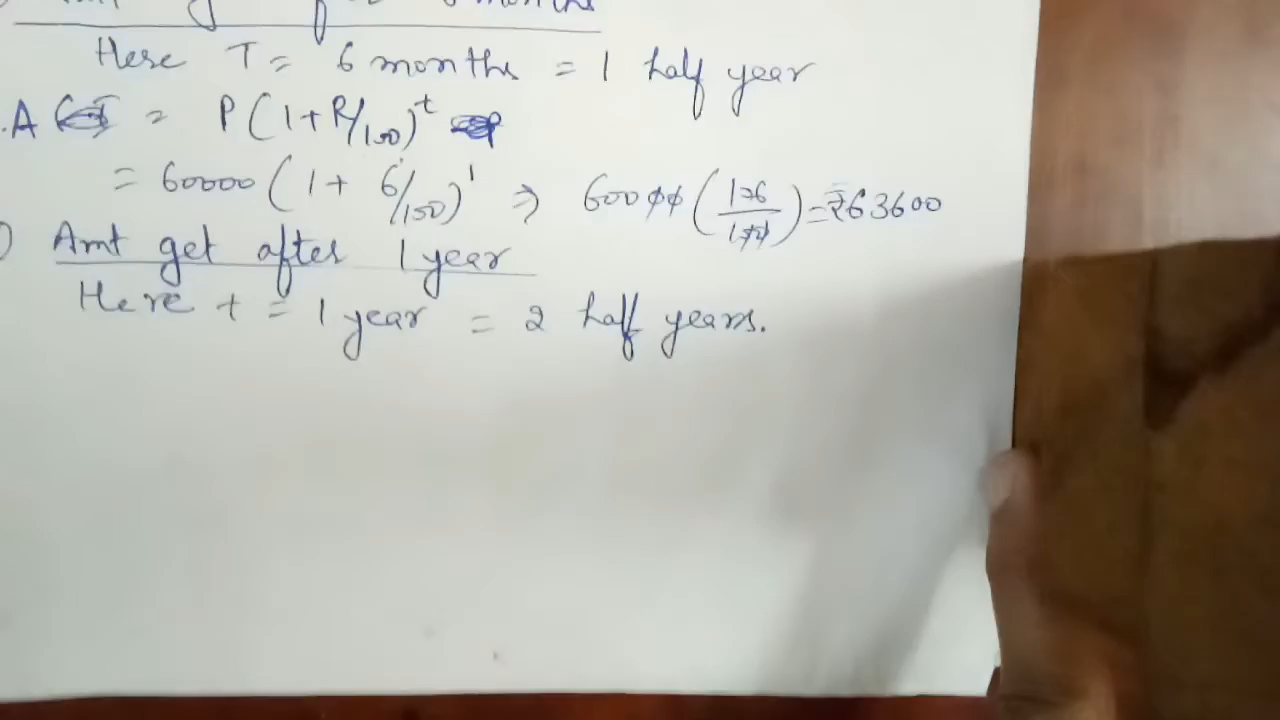 months
Here T = 6 months = 1 half year
A = P(1+R/100)^t
= 60000 (1+ 6/100)^1 ⇒ 60000 (106/100) = ₹63600
) Amt get after 1 year
Here t = 1 year = 2 half years.